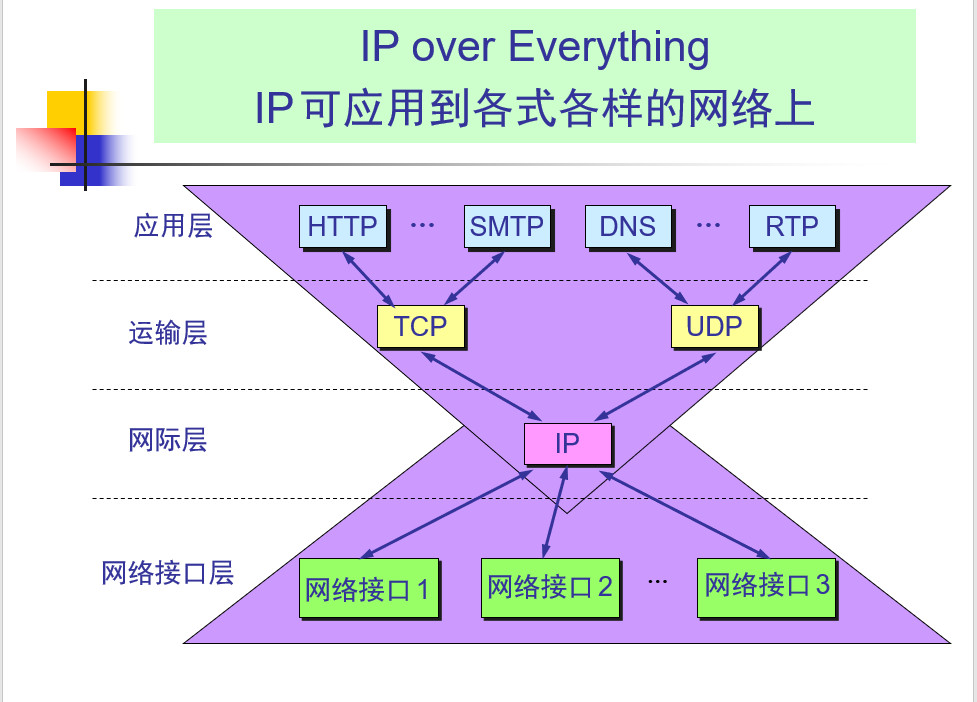 IP over Everything
IP可应用到各式各样的网络上
应用层 HTTP … SMTP DNS … RTP
运输层 TCP UDP
网际层 IP
网络接口层 网络接口1 网络接口2 … 网络接口3